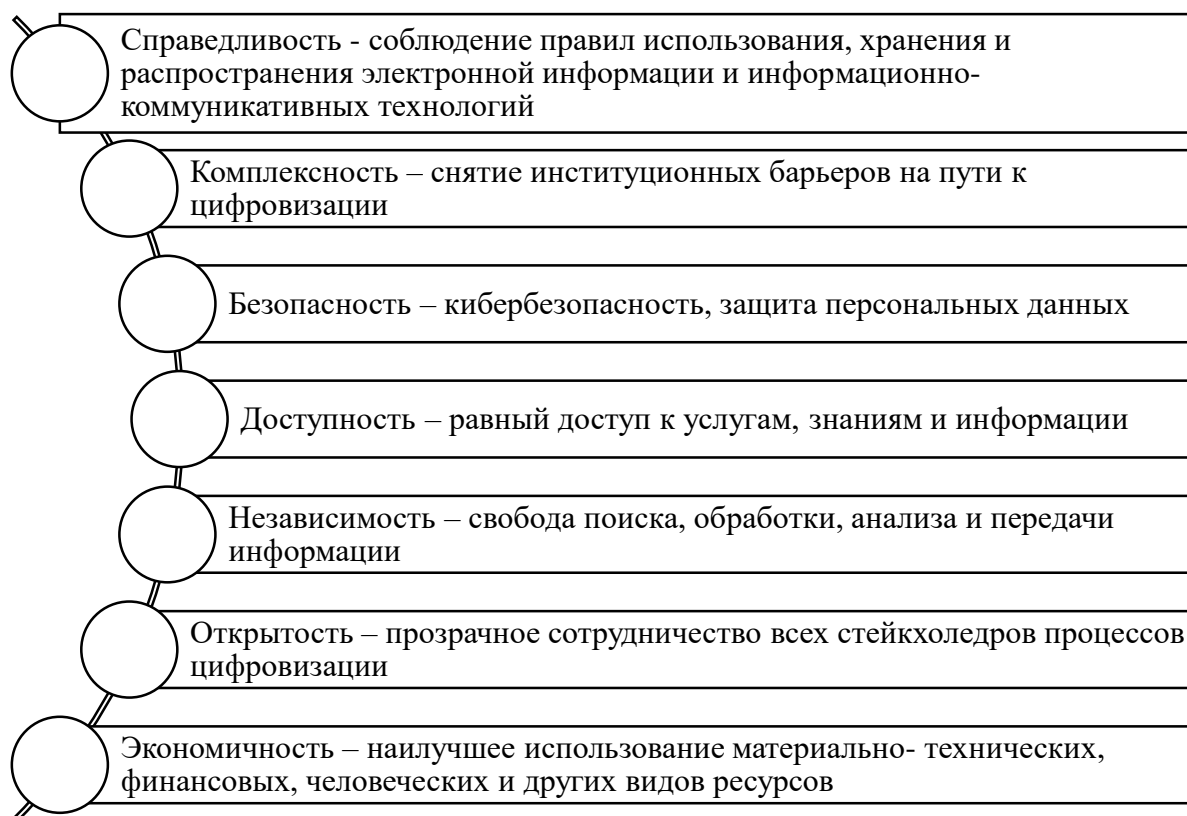 Справедливость - соблюдение правил использования, хранения и
распространения электронной информации и информационно-
коммуникативных технологий
Комплексность – снятие институционных барьеров на пути к
цифровизации
Безопасность – кибербезопасность, защита персональных данных
Доступность – равный доступ к услугам, знаниям и информации
Независимость – свобода поиска, обработки, анализа и передачи
информации
Открытость – прозрачное сотрудничество всех стейкхоледров процессов
цифровизации
Экономичность – наилучшее использование материально- технических,
финансовых, человеческих и других видов ресурсов